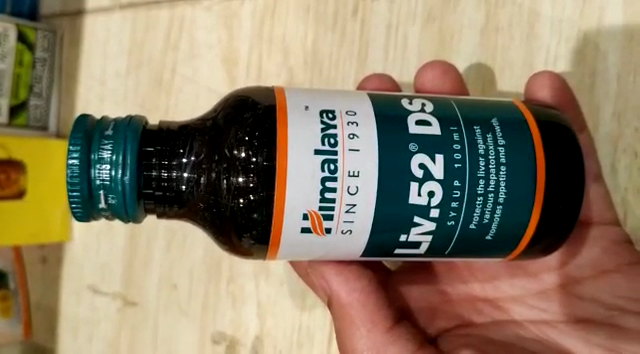 Himalaya™
SINCE 1930
Liv.52® DS
SYRUP 100ml
Protects the liver against
various hepatotoxins.
Promotes appetite and growth.
THIS WAY